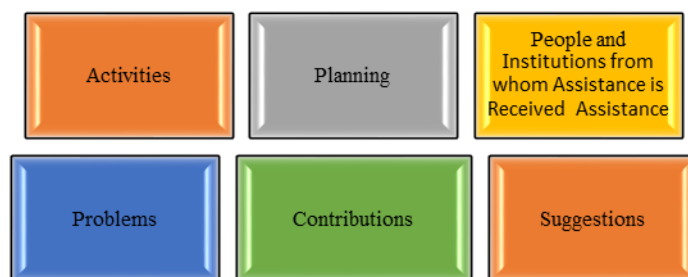 Activities
Planning
People and
Institutions from
whom Assistance is
Received Assistance
Problems
Contributions
Suggestions